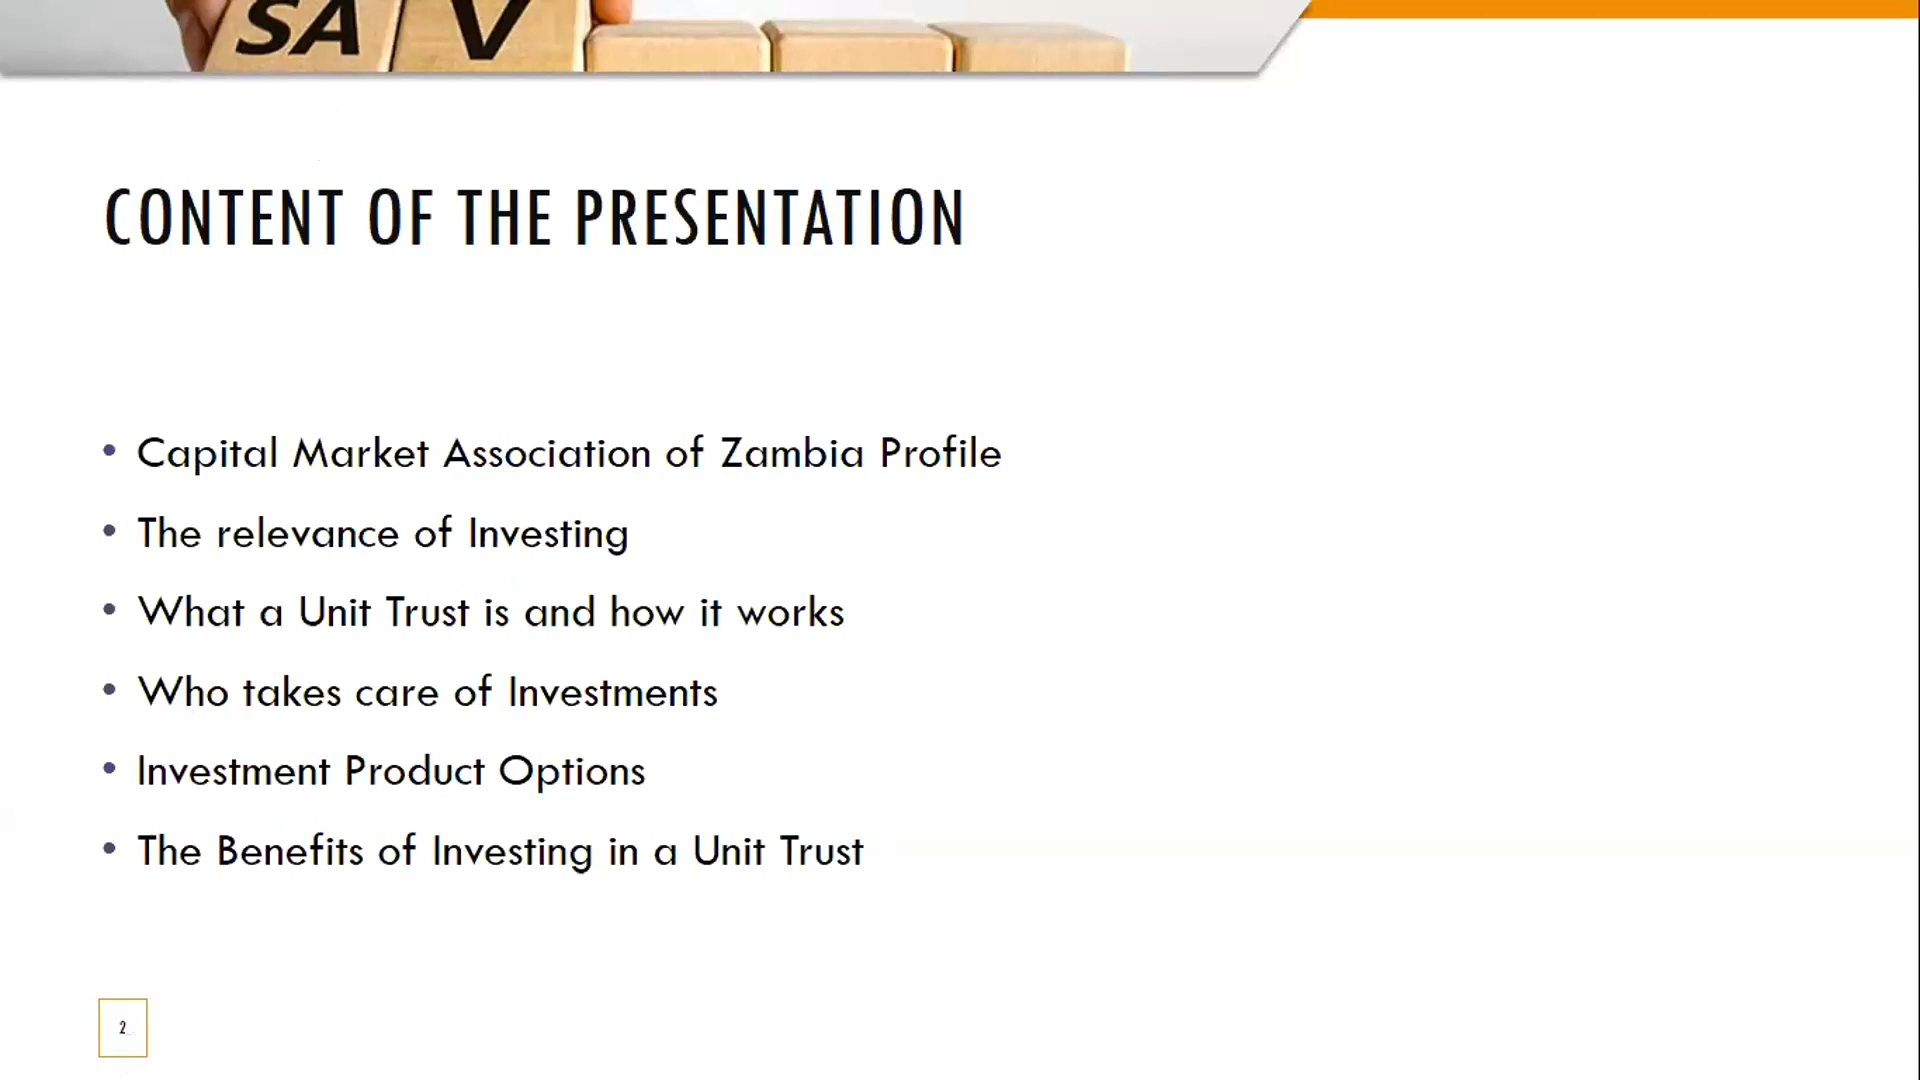 SA V
CONTENT OF THE PRESENTATION
• Capital Market Association of Zambia Profile
• The relevance of Investing
• What a Unit Trust is and how it works
• Who takes care of Investments
• Investment Product Options
• The Benefits of Investing in a Unit Trust
2